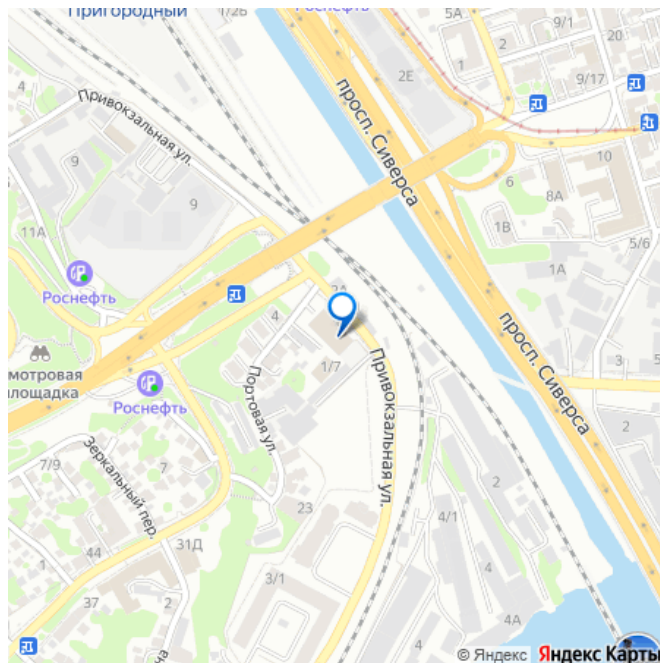 Пригородный
1/2Б
Роснефть
5А
9/1
20
1
2
2Е
9/17
4
Привокзальная ул.
просп. Сиверса
9
9
10
6
8А
11А
1В
5/6
1А
Роснефть
2А
4
просп. Сиверса
мотровая
площадка
Роснефть
1/7
Привокзальная ул.
Портовая ул.
2
7/9
Зеркальный пер.
7
2
23
4/1
44
31Д
3/1
4
37
2
4А
4
© Яндекс
Яндекс Карты